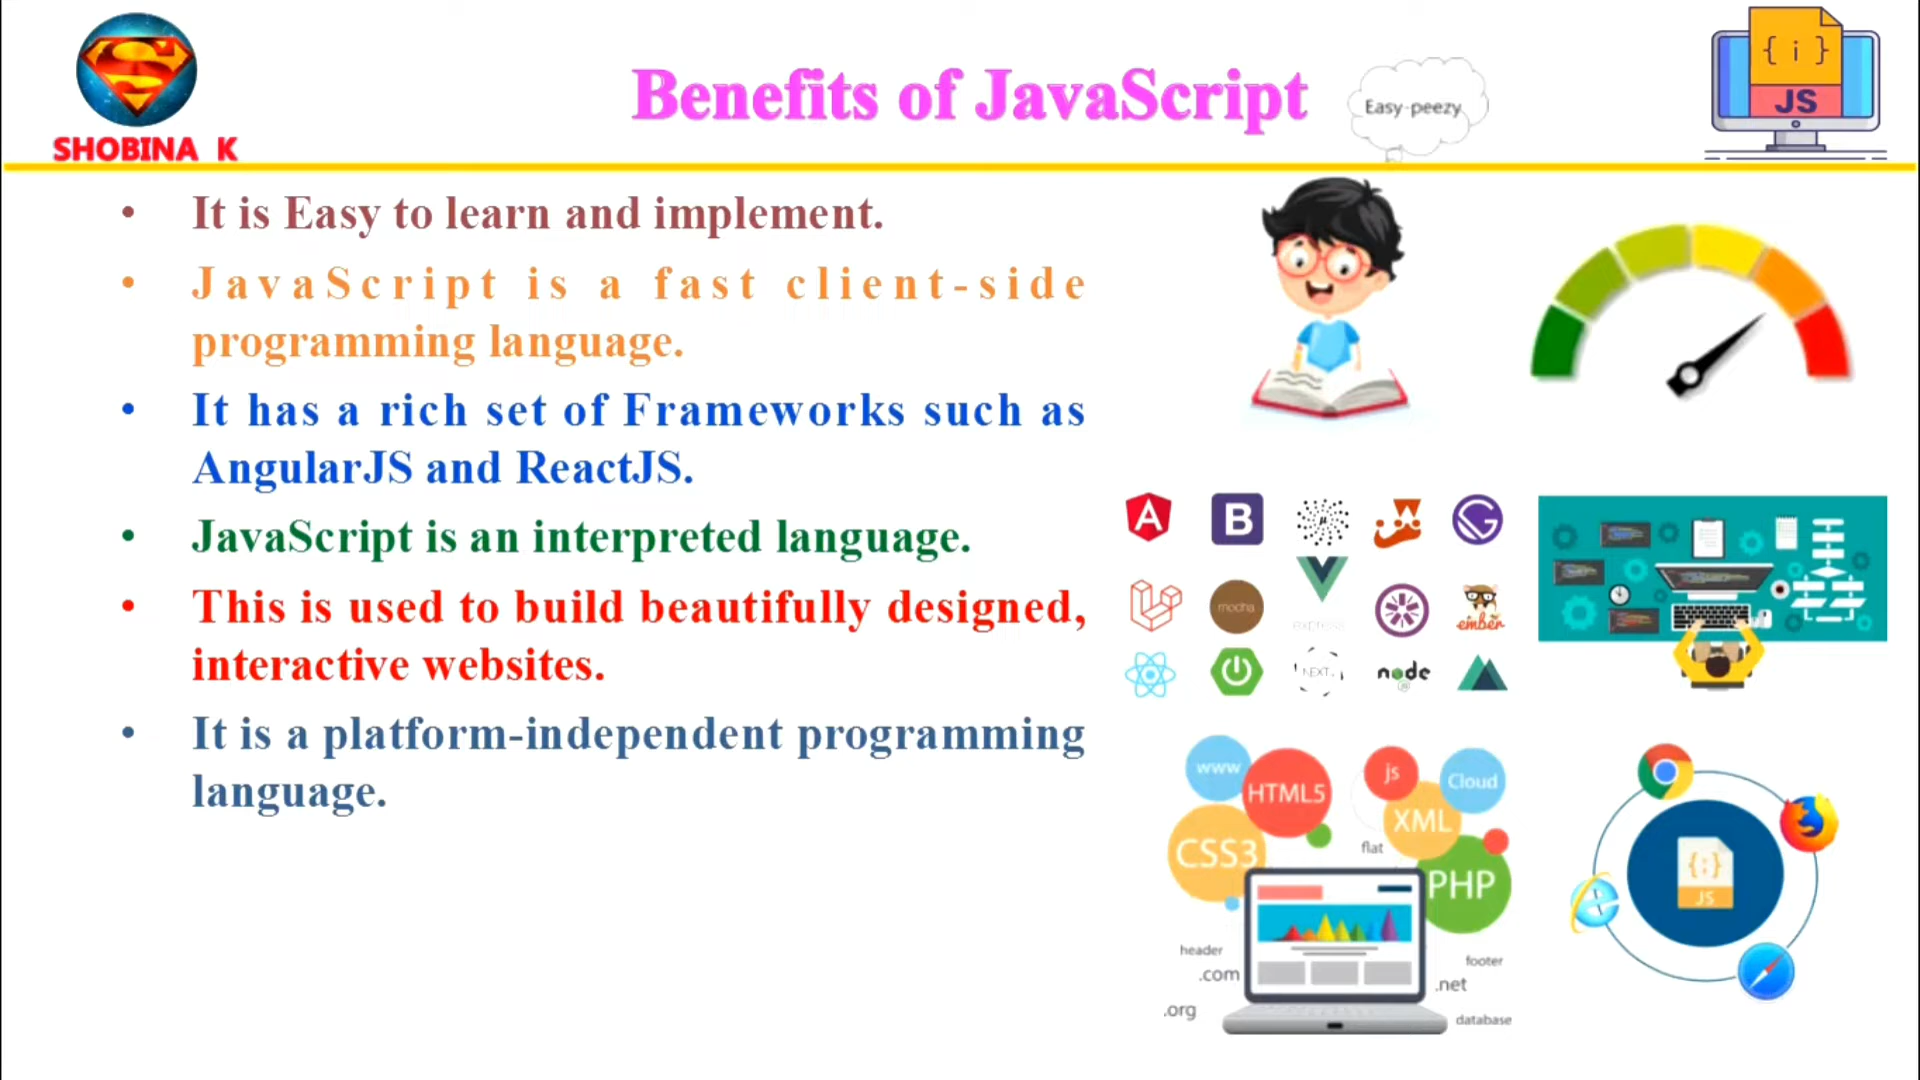 SHOBINA K
Benefits of JavaScript
Easy-peezy
{ i }
JS
• It is Easy to learn and implement.
• JavaScript is a fast client-side
programming language.
• It has a rich set of Frameworks such as
AngularJS and ReactJS.
• JavaScript is an interpreted language.
• This is used to build beautifully designed,
interactive websites.
• It is a platform-independent programming
language.
A
B
μ
G
mocha
express
ember
NEXT.
node
JS
www
HTML5
CSS3
js
Cloud
XML
flat
PHP
header
.com
.org
footer
.net
database
{;}
JS